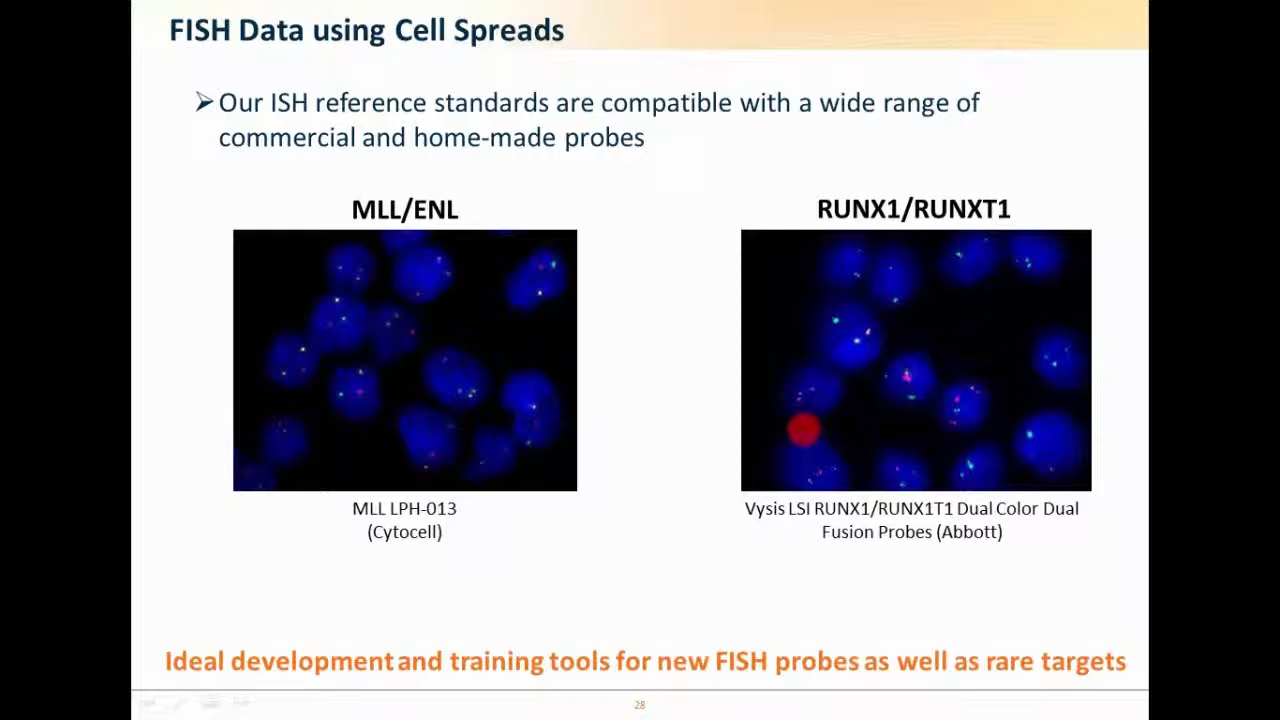 FISH Data using Cell Spreads
Our ISH reference standards are compatible with a wide range of
commercial and home-made probes
MLL/ENL
RUNX1/RUNXT1
MLL LPH-013
(Cytocell)
Vysis LSI RUNX1/RUNX1T1 Dual Color Dual
Fusion Probes (Abbott)
Ideal development and training tools for new FISH probes as well as rare targets
28